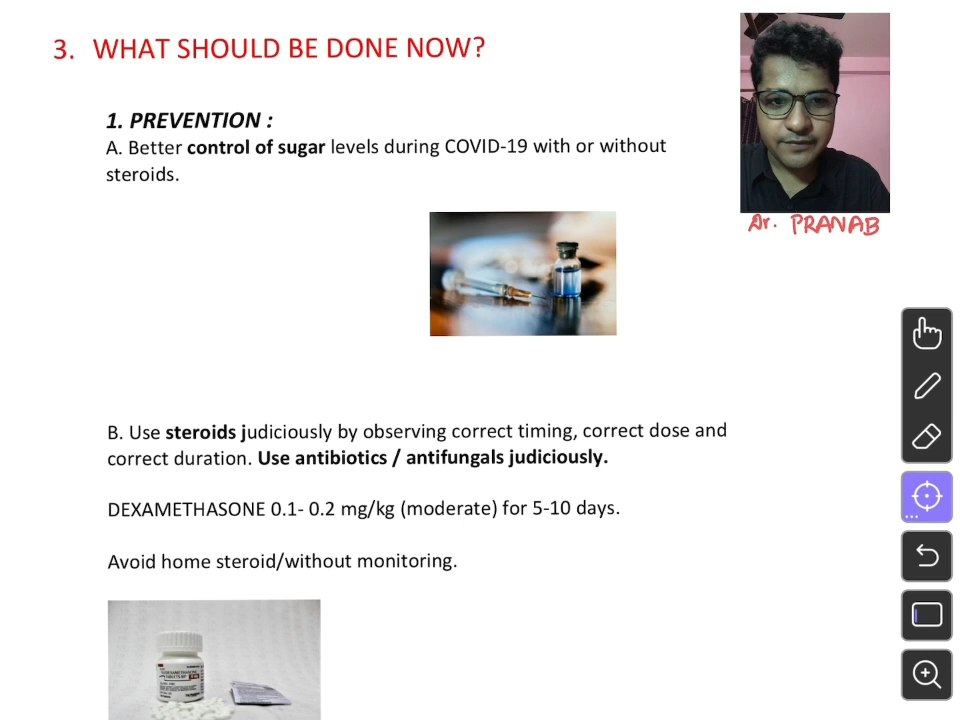 3. WHAT SHOULD BE DONE NOW?
1. PREVENTION :
A. Better control of sugar levels during COVID-19 with or without
steroids.
Dr. PRANAB
B. Use steroids judiciously by observing correct timing, correct dose and
correct duration. Use antibiotics / antifungals judiciously.
DEXAMETHASONE 0.1- 0.2 mg/kg (moderate) for 5-10 days.
Avoid home steroid/without monitoring.